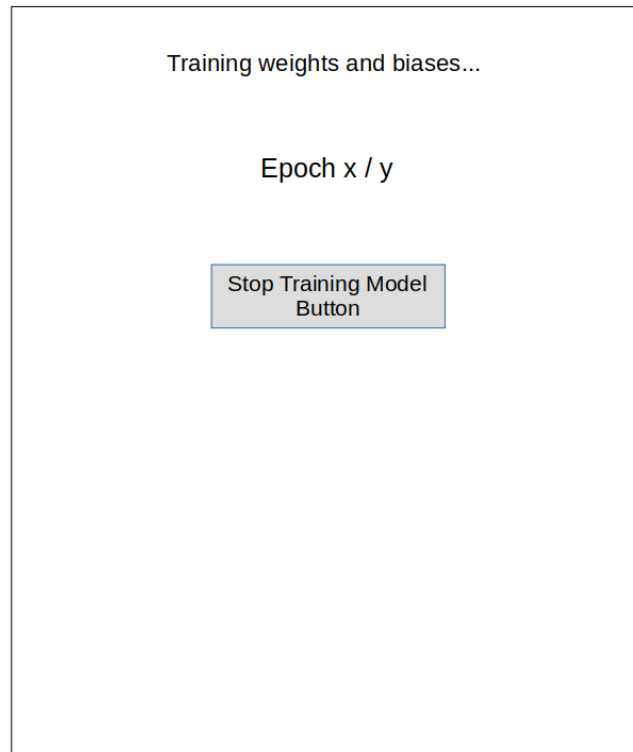 Training weights and biases...
Epoch x / y
Stop Training Model
Button